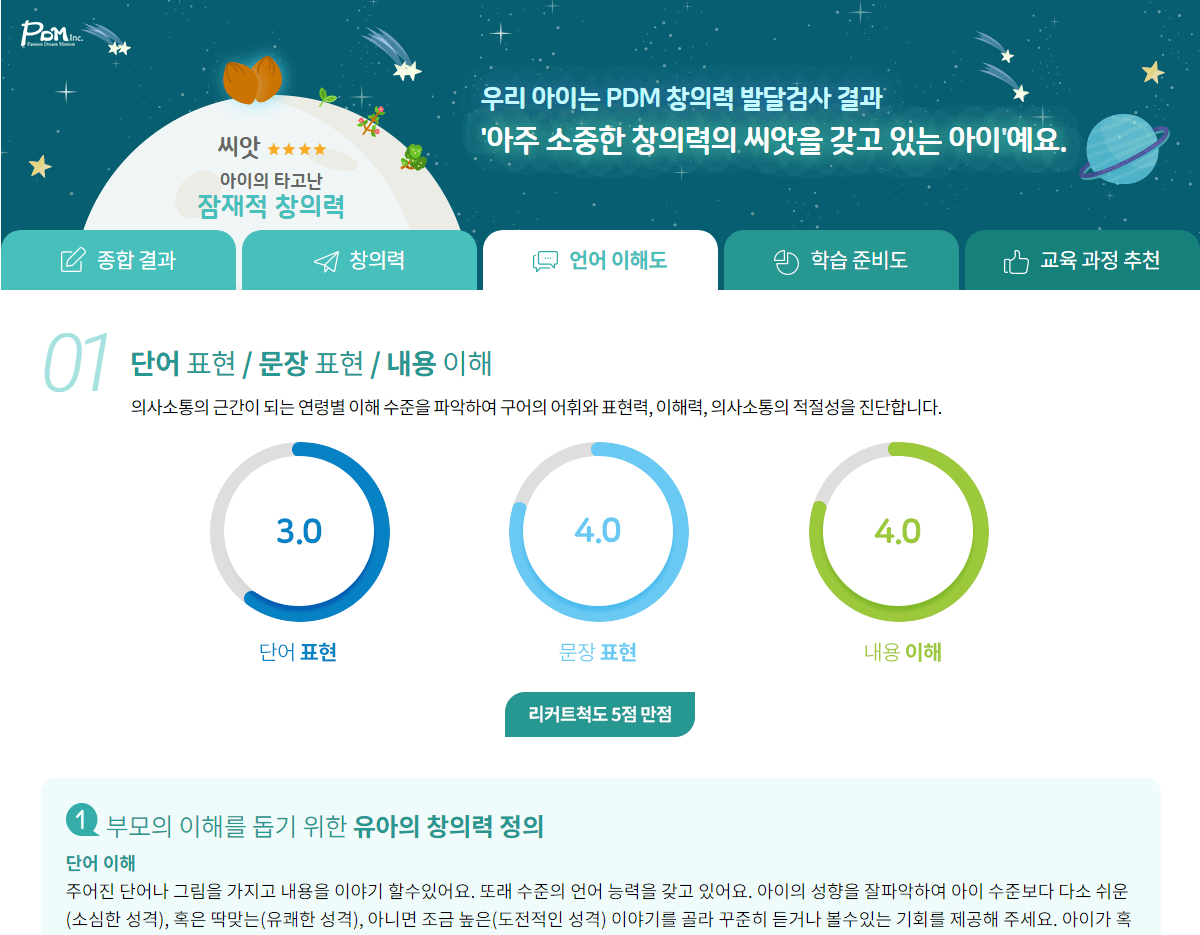 PDM Inc.
Passion Dream Mission
우리 아이는 PDM 창의력 발달검사 결과
'아주 소중한 창의력의 씨앗을 갖고 있는 아이'예요.
씨앗 ★★★★
아이의 타고난
잠재적 창의력
종합 결과
창의력
언어 이해도
학습 준비도
교육 과정 추천
01
단어 표현 / 문장 표현 / 내용 이해
의사소통의 근간이 되는 연령별 이해 수준을 파악하여 구어의 어휘와 표현력, 이해력, 의사소통의 적절성을 진단합니다.
3.0
4.0
4.0
단어 표현
문장 표현
내용 이해
리커트척도 5점 만점
1 부모의 이해를 돕기 위한 유아의 창의력 정의
단어 이해
주어진 단어나 그림을 가지고 내용을 이야기 할수있어요. 또래 수준의 언어 능력을 갖고 있어요. 아이의 성향을 잘파악하여 아이 수준보다 다소 쉬운
(소심한 성격), 혹은 딱맞는(유쾌한 성격), 아니면 조금 높은(도전적인 성격) 이야기를 골라 꾸준히 듣거나 볼수있는 기회를 제공해 주세요. 아이가 혹